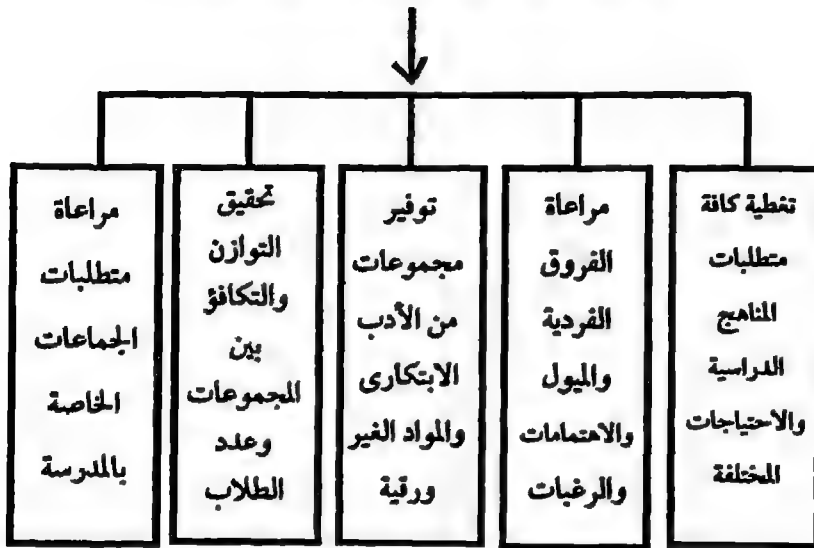 تغطية كافة
متطلبات
المناهج
الدراسية
والاحتياجات
المختلفة
مراعاة
الفروق
الفردية
والميول
والاهتمامات
والرغبات
توفير
مجموعات
من الأدب
الابتكارى
والمواد الغير
ورقية
تحقيق
التوازن
والتكافؤ
بين
المجموعات
وعدد
الطلاب
مراعاة
متطلبات
الجماعات
الخاصة
بالمدرسة